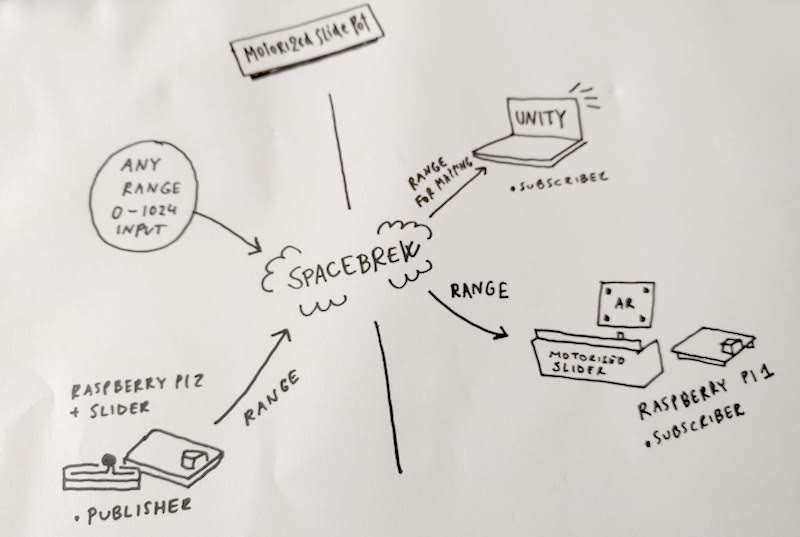 MOTORIZED SLIDE POT
ANY
RANGE
0-1024
INPUT
SPACEBREW
RANGE
FOR MAPPING
UNITY
.SUBSCRIBER
RANGE
AR
MOTORISED
SLIDER
RASPBERRY PI 1
.SUBSCRIBER
RASPBERRY PI 2
+ SLIDER
RANGE
.PUBLISHER